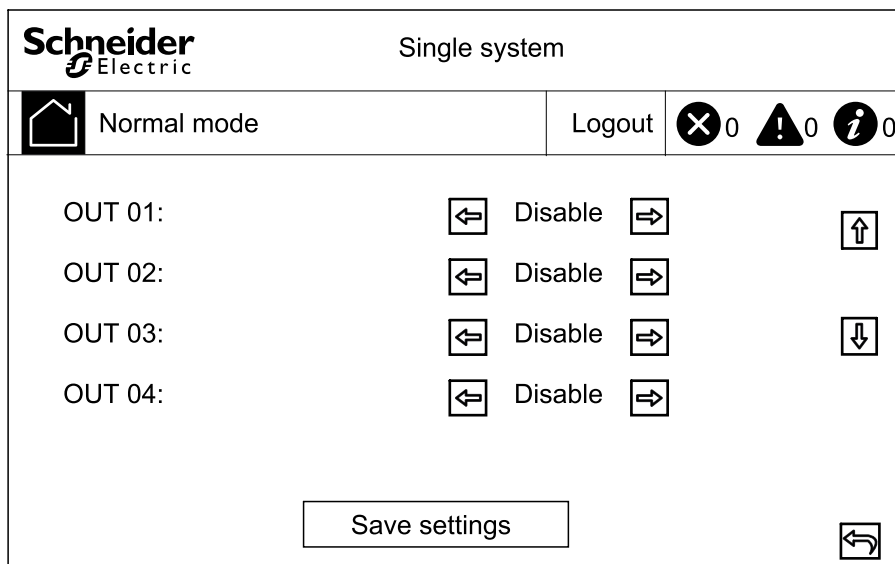 Schneider
Electric
Single system
Normal mode
Logout
0
0
0
OUT 01: Disable
OUT 02: Disable
OUT 03: Disable
OUT 04: Disable
Save settings